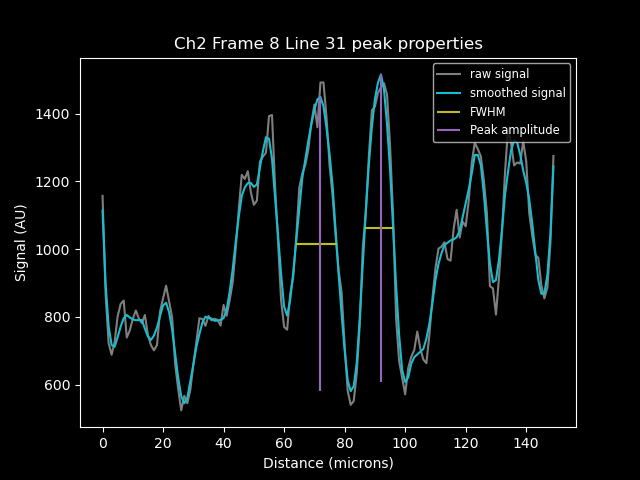 Ch2 Frame 8 Line 31 peak properties
raw signal
smoothed signal
FWHM
Peak amplitude
Signal (AU)
1400
1200
1000
800
600
0 20 40 60 80 100 120 140
Distance (microns)